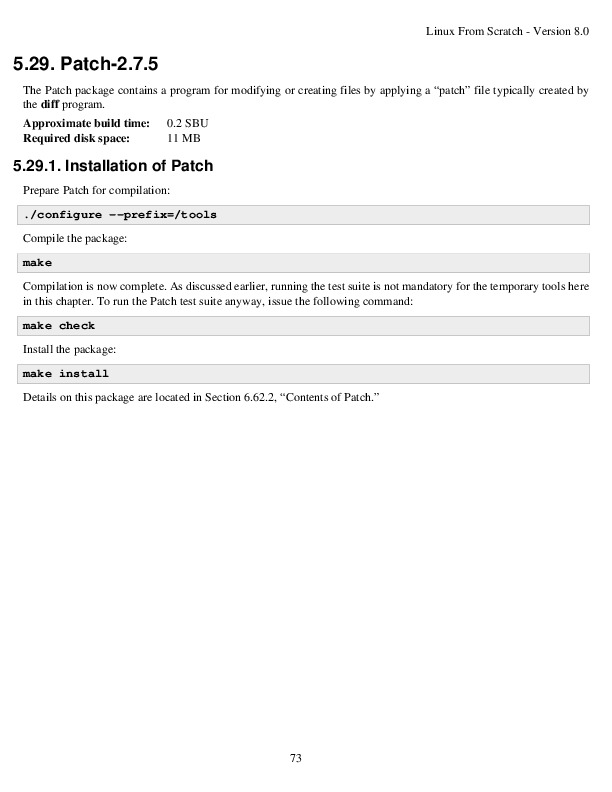 Linux From Scratch - Version 8.0
5.29. Patch-2.7.5
The Patch package contains a program for modifying or creating files by applying a “patch” file typically created by
the diff program.
Approximate build time: 0.2 SBU
Required disk space: 11 MB
5.29.1. Installation of Patch
Prepare Patch for compilation:
./configure --prefix=/tools
Compile the package:
make
Compilation is now complete. As discussed earlier, running the test suite is not mandatory for the temporary tools here
in this chapter. To run the Patch test suite anyway, issue the following command:
make check
Install the package:
make install
Details on this package are located in Section 6.62.2, “Contents of Patch.”
73